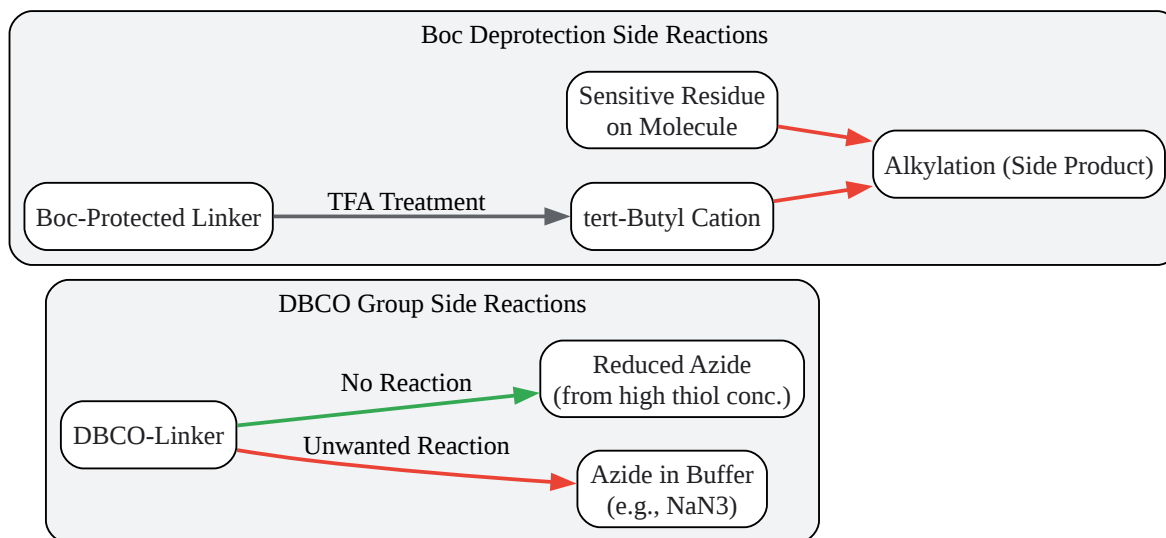 Boc Deprotection Side Reactions
Sensitive Residue
on Molecule
Alkylation (Side Product)
Boc-Protected Linker
TFA Treatment
tert-Butyl Cation
DBCO Group Side Reactions
Reduced Azide
(from high thiol conc.)
No Reaction
DBCO-Linker
Unwanted Reaction
Azide in Buffer
(e.g., NaN3)